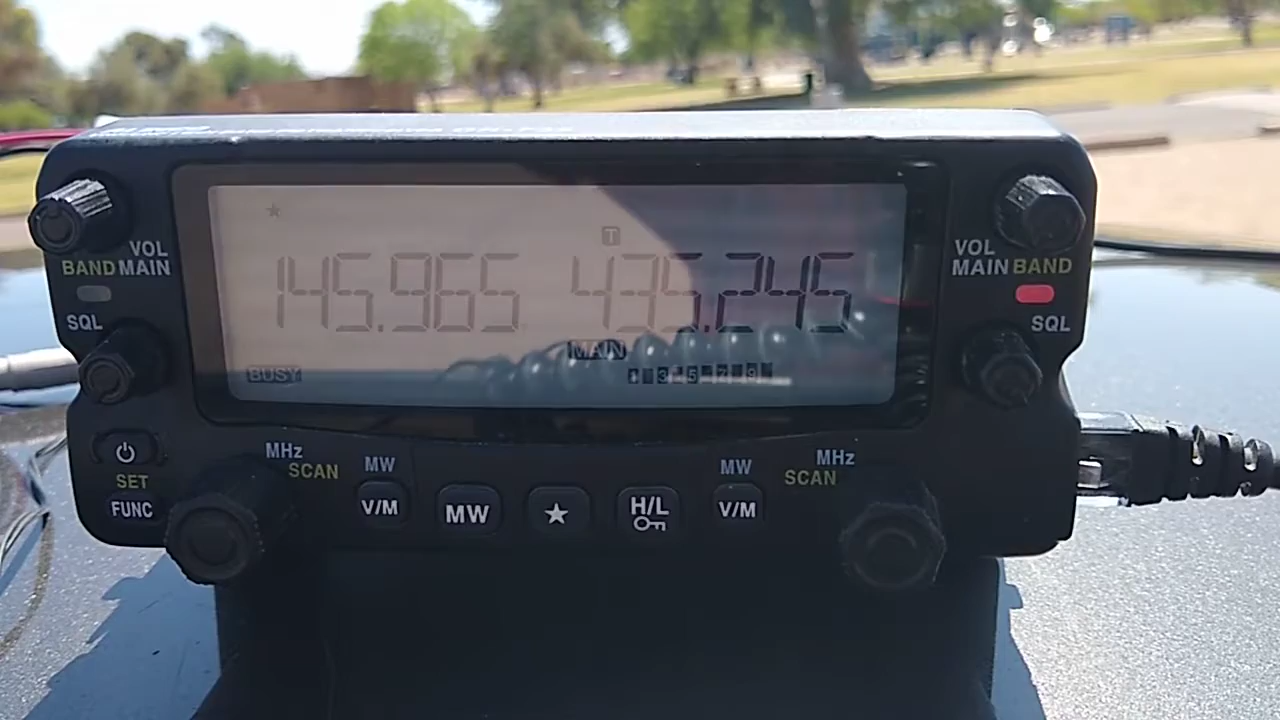 ★
T
145.965 435.245
MAIN
BUSY
VOL
BAND MAIN
SQL
VOL
MAIN BAND
SQL
SET
FUNC
MHz
SCAN
MW
V/M
MW
★
H/L
MW
V/M
MHz
SCAN